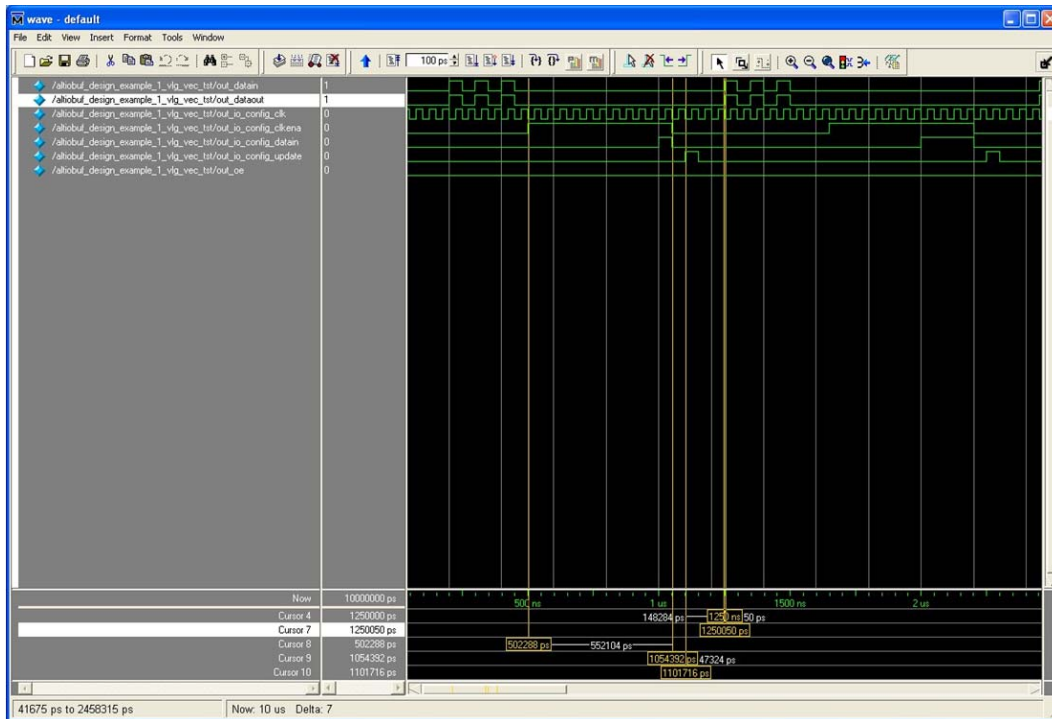 wave - default
File Edit View Insert Format Tools Window
100 ps
/altiobuf_design_example_1_vlg_vec_tst/out_datain 1
/altiobuf_design_example_1_vlg_vec_tst/out_dataout 1
/altiobuf_design_example_1_vlg_vec_tst/out_io_config_clk 0
/altiobuf_design_example_1_vlg_vec_tst/out_io_config_clkena 0
/altiobuf_design_example_1_vlg_vec_tst/out_io_config_datain 0
/altiobuf_design_example_1_vlg_vec_tst/out_io_config_update 0
/altiobuf_design_example_1_vlg_vec_tst/out_oe 0
Now 10000000 ps 500 ns 1 us 1500 ns 2 us
Cursor 4 1250000 ps 148284 ps 1250 ns 50 ps
Cursor 7 1250050 ps 1250050 ps
Cursor 8 502288 ps 502288 ps 552104 ps
Cursor 9 1054392 ps 1054392 ps 47324 ps
Cursor 10 1101716 ps 1101716 ps
41675 ps to 2458315 ps Now: 10 us Delta: 7